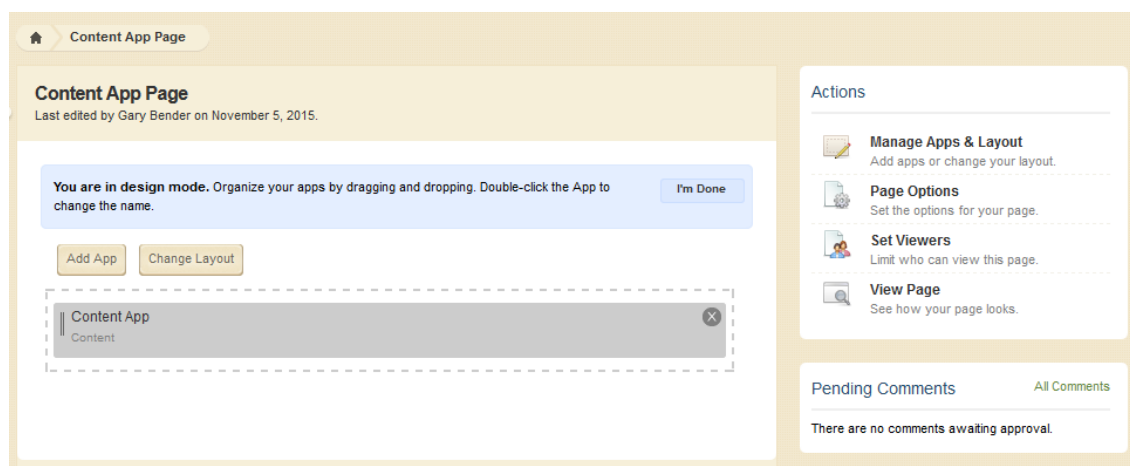 Content App Page
Content App Page
Last edited by Gary Bender on November 5, 2015.
You are in design mode. Organize your apps by dragging and dropping. Double-click the App to
change the name.
I'm Done
Add App
Change Layout
Content App
Content
Actions
Manage Apps & Layout
Add apps or change your layout.
Page Options
Set the options for your page.
Set Viewers
Limit who can view this page.
View Page
See how your page looks.
Pending Comments
All Comments
There are no comments awaiting approval.